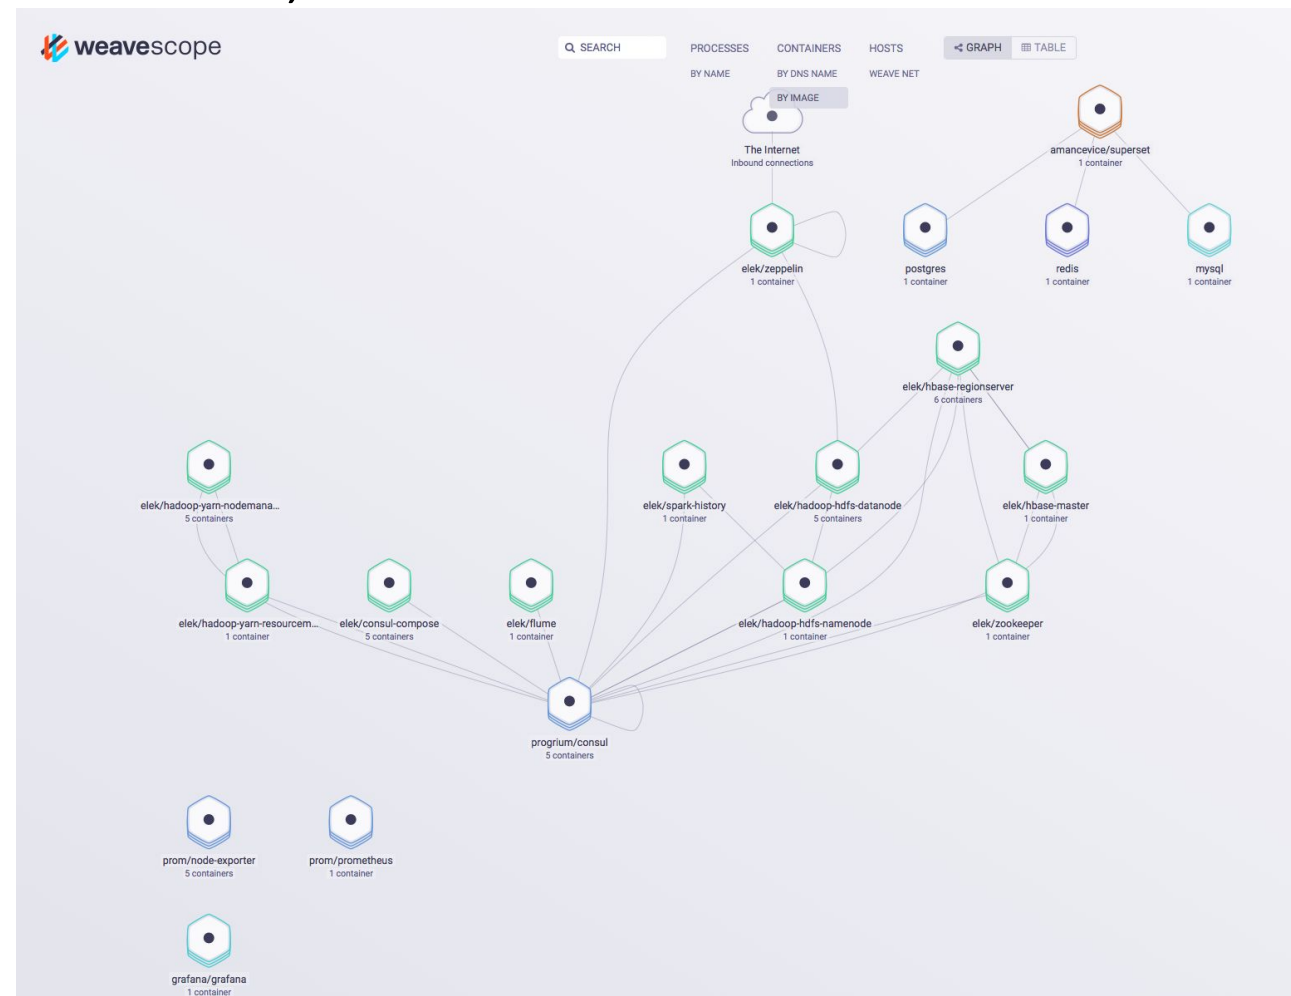 weavescope
SEARCH
PROCESSES
CONTAINERS
HOSTS
GRAPH
TABLE
BY NAME
BY DNS NAME
WEAVE NET
BY IMAGE
The Internet
Inbound connections
amancevice/superset
1 container
elek/zeppelin
1 container
postgres
1 container
redis
1 container
mysql
1 container
elek/hbase-regionserver
6 containers
elek/hadoop-yarn-nodemana...
5 containers
elek/spark-history
1 container
elek/hadoop-hdfs-datanode
5 containers
elek/hbase-master
1 container
elek/hadoop-yarn-resourcem...
1 container
elek/consul-compose
5 containers
elek/flume
1 container
elek/hadoop-hdfs-namenode
1 container
elek/zookeeper
1 container
progrium/consul
5 containers
prom/node-exporter
5 containers
prom/prometheus
1 container
grafana/grafana
1 container